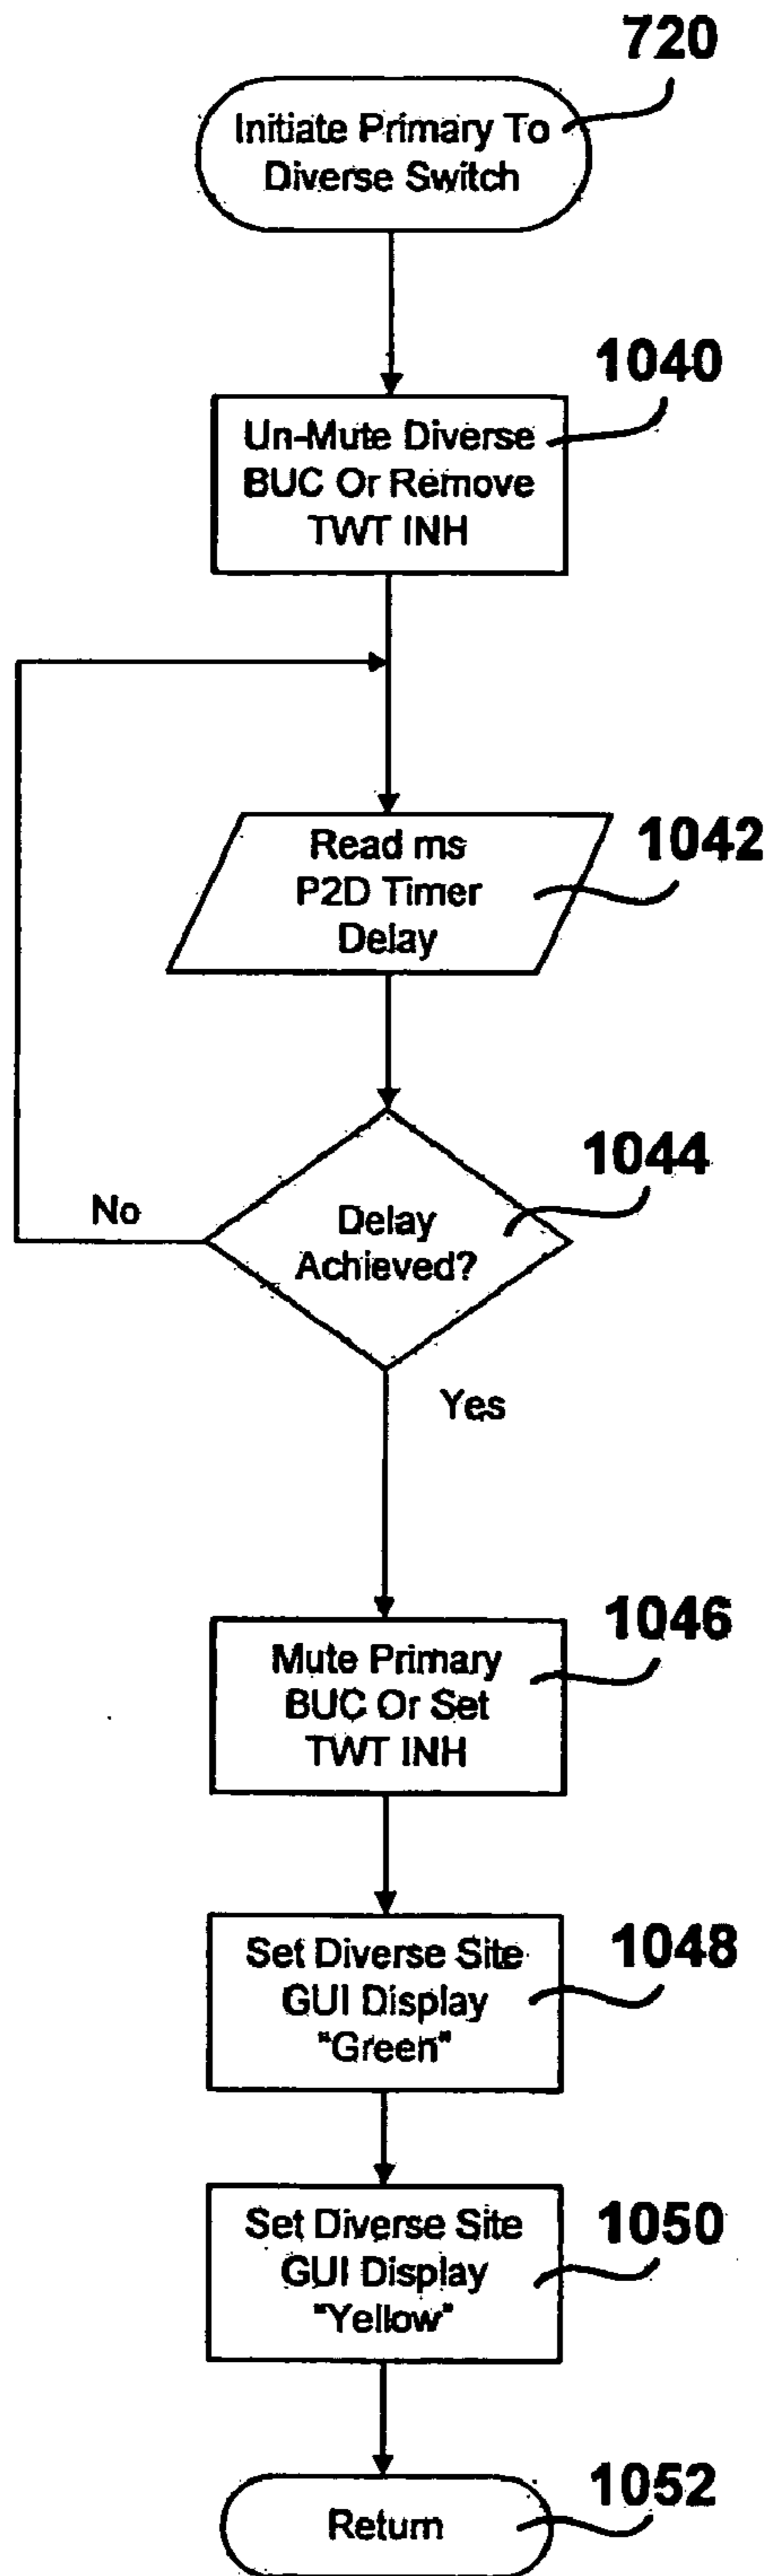 720
Initiate Primary To
Diverse Switch
1040
Un-Mute Diverse
BUC Or Remove
TWT INH
1042
Read ms
P2D Timer
Delay
1044
No
Delay
Achieved?
Yes
1046
Mute Primary
BUC Or Set
TWT INH
1048
Set Diverse Site
GUI Display
"Green"
1050
Set Diverse Site
GUI Display
"Yellow"
1052
Return